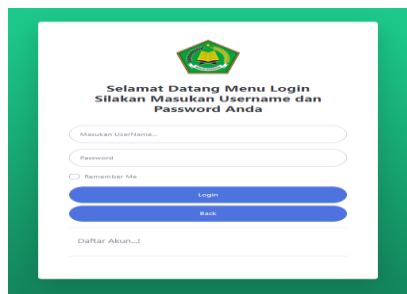 Selamat Datang Menu Login
Silakan Masukan Username dan
Password Anda
Masukan UserName...
Password
Remember Me
Login
Back
Daftar Akun...!